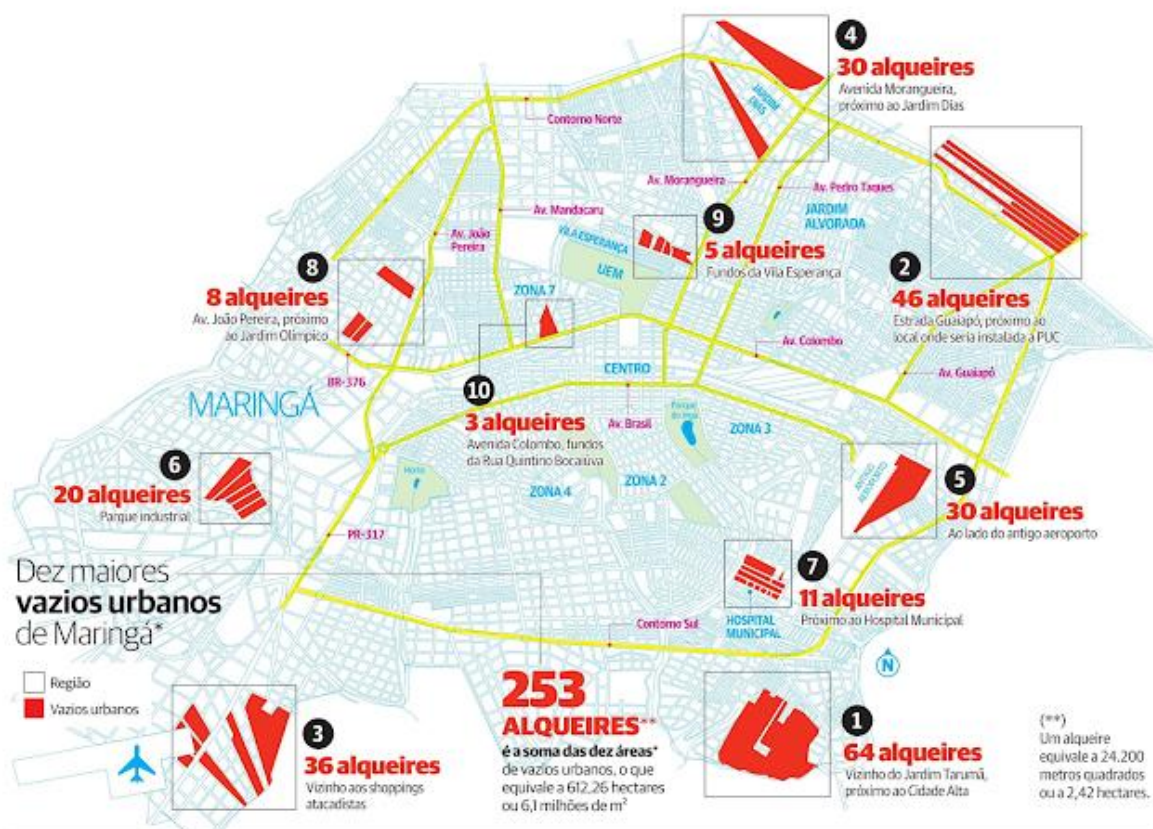 4
30 alqueires
Avenida Morangueira,
próximo ao Jardim Dias
JARDIM
DIAS
Contorno Norte
Av. Morangueira
Av. Pedro Taques
JARDIM
ALVORADA
Av. Mandacaru
Av. João
Pereira
VILA ESPERANÇA
UEM
9
5 alqueires
Fundos da Vila Esperança
2
46 alqueires
Estrada Guaiapó, próximo ao
local onde seria instalada a PUC
8
8 alqueires
Av. João Pereira, próximo
ao Jardim Olímpico
ZONA 7
BR-376
Av. Colombo
CENTRO
Av. Guaiapó
MARINGÁ
10
3 alqueires
Avenida Colombo, fundos
da Rua Quintino Bocaiúva
Av. Brasil
Parque
do Ingá
ZONA 3
6
20 alqueires
Parque industrial
Horto
ZONA 4
ZONA 2
ANTIGO
AEROPORTO
5
30 alqueires
Ao lado do antigo aeroporto
PR-317
Dez maiores
vazios urbanos
de Maringá*
7
11 alqueires
Próximo ao Hospital Municipal
HOSPITAL
MUNICIPAL
Contorno Sul
N
Região
Vazios urbanos
3
36 alqueires
Vizinho aos shoppings
atacadistas
253
ALQUEIRES**
é a soma das dez áreas*
de vazios urbanos, o que
equivale a 612,26 hectares
ou 6,1 milhões de m²
1
64 alqueires
Vizinho do Jardim Tarumã,
próximo ao Cidade Alta
(**)
Um alqueire
equivale a 24.200
metros quadrados
ou a 2,42 hectares.